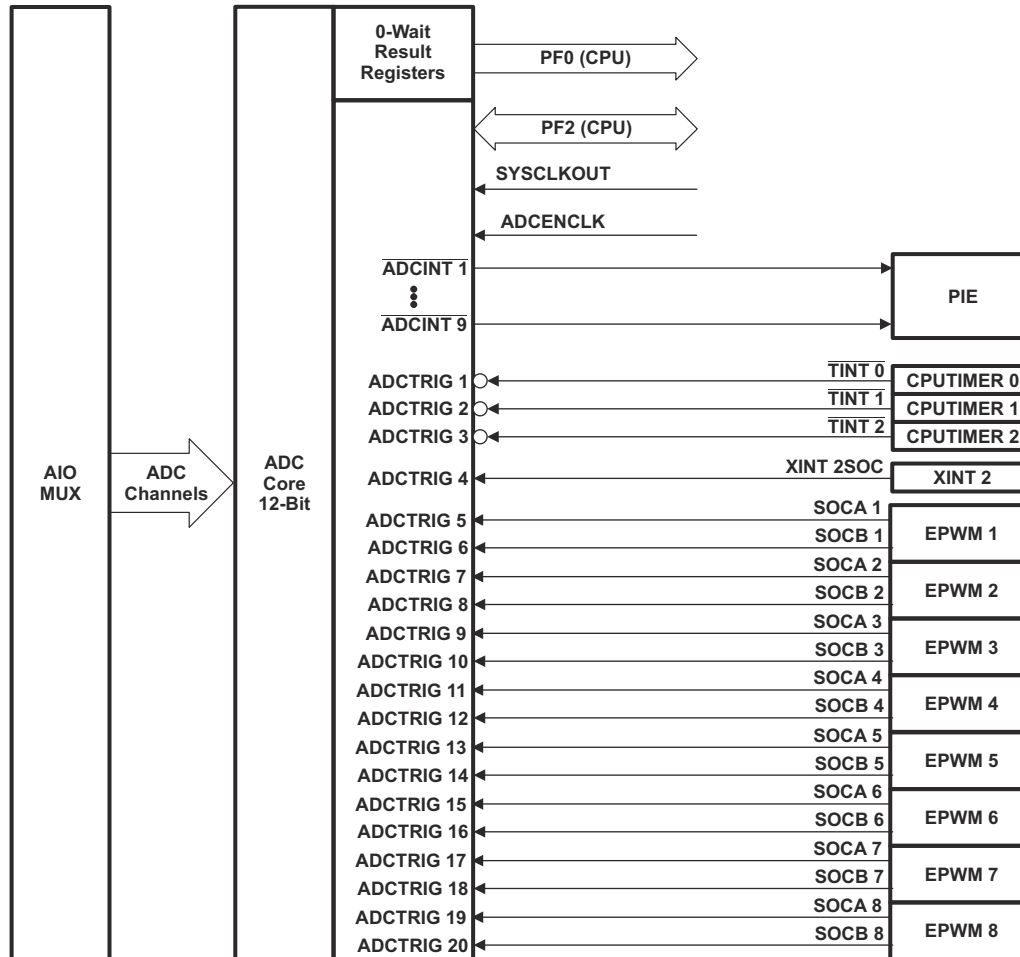 0-Wait
Result
Registers
PF0 (CPU)
PF2 (CPU)
SYSCLKOUT
ADCENCLK
ADCINT 1
ADCINT 9
PIE
AIO
MUX
ADC
Channels
ADC
Core
12-Bit
ADCTRIG 1
TINT 0
CPUTIMER 0
ADCTRIG 2
TINT 1
CPUTIMER 1
ADCTRIG 3
TINT 2
CPUTIMER 2
ADCTRIG 4
XINT 2SOC
XINT 2
ADCTRIG 5
SOCA 1
EPWM 1
ADCTRIG 6
SOCB 1
ADCTRIG 7
SOCA 2
EPWM 2
ADCTRIG 8
SOCB 2
ADCTRIG 9
SOCA 3
EPWM 3
ADCTRIG 10
SOCB 3
ADCTRIG 11
SOCA 4
EPWM 4
ADCTRIG 12
SOCB 4
ADCTRIG 13
SOCA 5
EPWM 5
ADCTRIG 14
SOCB 5
ADCTRIG 15
SOCA 6
EPWM 6
ADCTRIG 16
SOCB 6
ADCTRIG 17
SOCA 7
EPWM 7
ADCTRIG 18
SOCB 7
ADCTRIG 19
SOCA 8
EPWM 8
ADCTRIG 20
SOCB 8